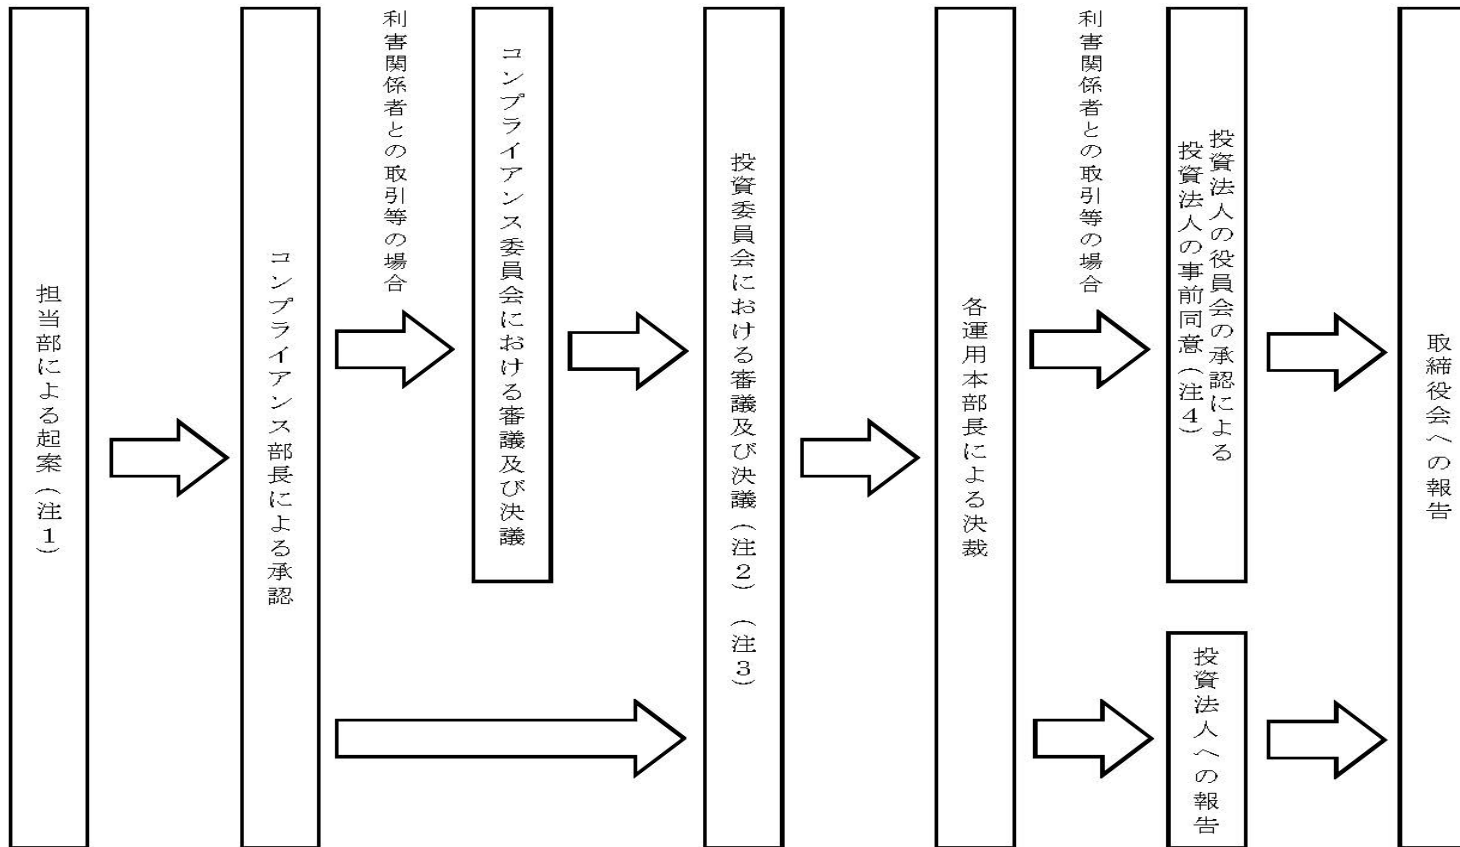 担当部による起案（注１）
コンプライアンス部長による承認
利害関係者との取引等の場合
コンプライアンス委員会における審議及び決議
投資委員会における審議及び決議（注２）（注３）
各運用本部長による決裁
利害関係者との取引等の場合
投資法人の役員会の承認による
投資法人の事前同意（注４）
投資法人への報告
取締役会への報告